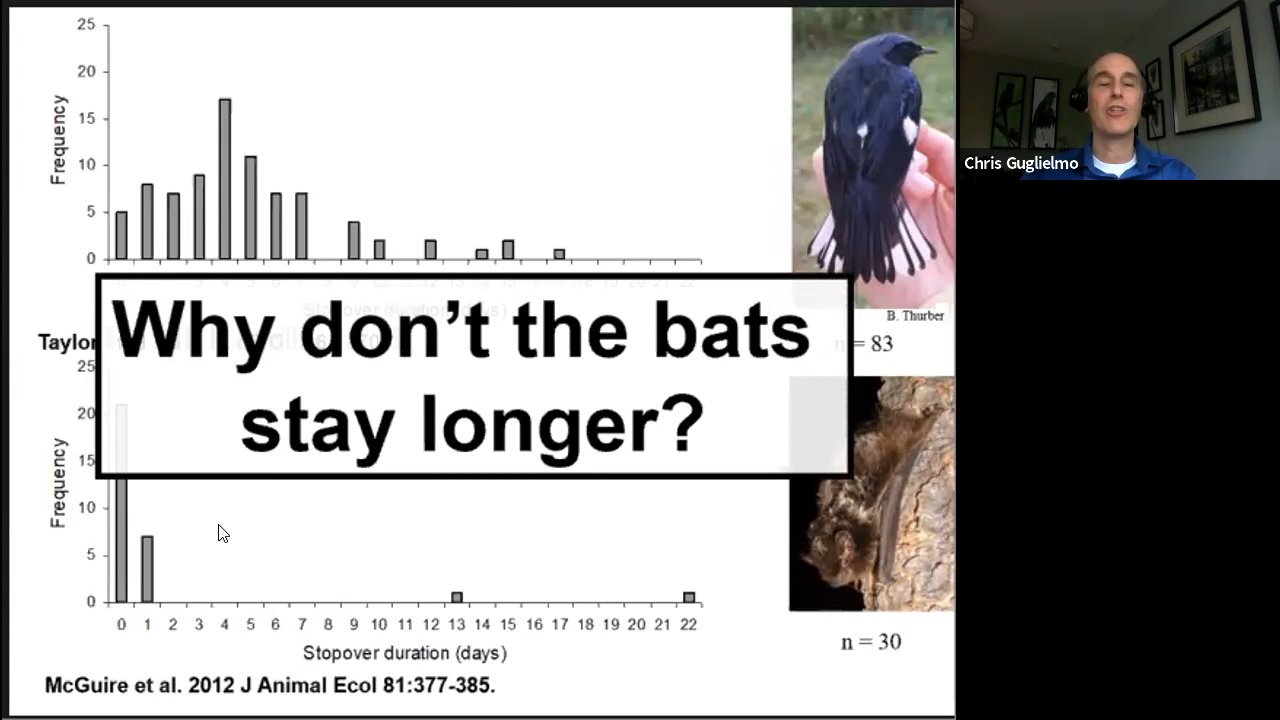 25
20
15
10
5
0
Frequency
Chris Guglielmo
Why don’t the bats
stay longer?
B. Thurber
n = 83
Taylor
25
20
15
10
5
0
Frequency
0 1 2 3 4 5 6 7 8 9 10 11 12 13 14 15 16 17 18 19 20 21 22
Stopover duration (days)
n = 30
McGuire et al. 2012 J Animal Ecol 81:377-385.